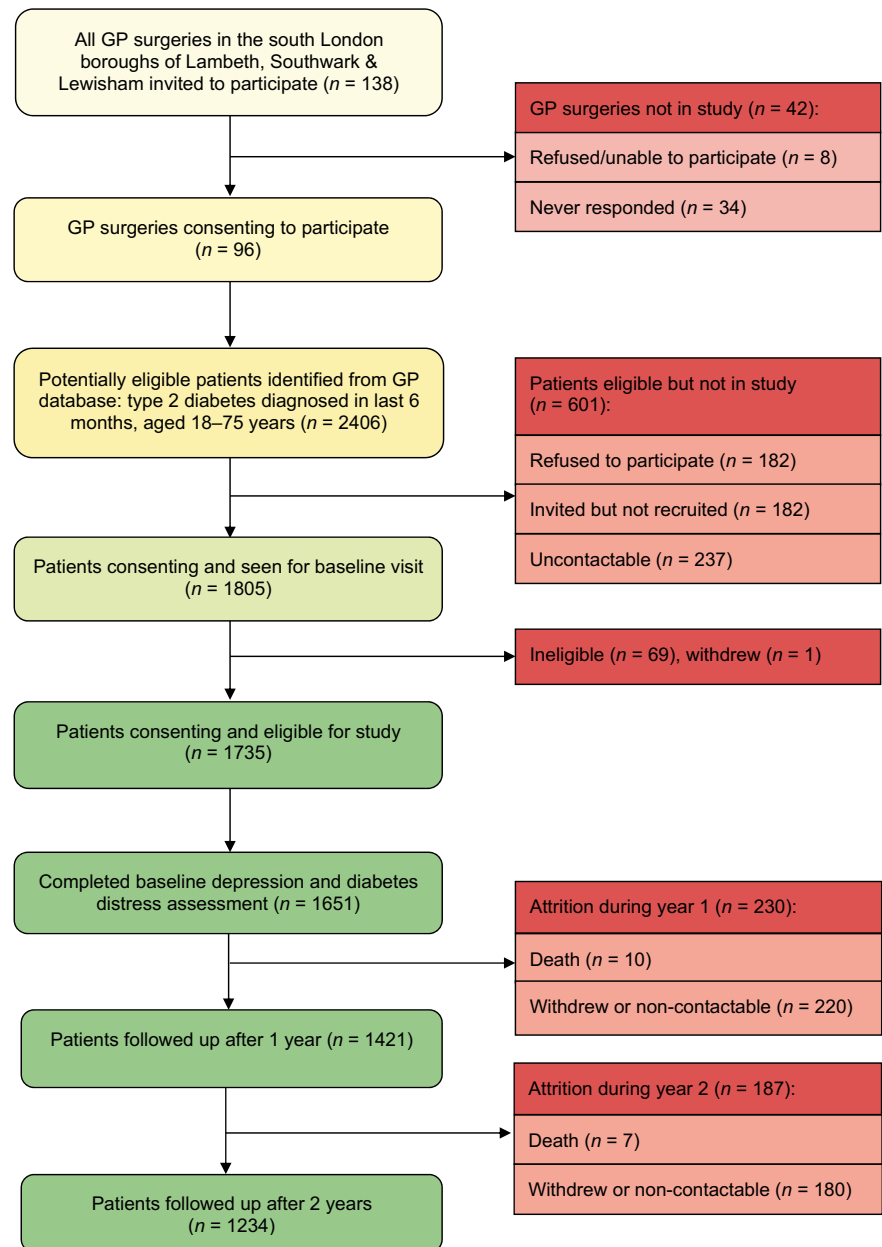 All GP surgeries in the south London
boroughs of Lambeth, Southwark &
Lewisham invited to participate (n = 138)
GP surgeries not in study (n = 42):
Refused/unable to participate (n = 8)
Never responded (n = 34)
GP surgeries consenting to participate
(n = 96)
Potentially eligible patients identified from GP
database: type 2 diabetes diagnosed in last 6
months, aged 18–75 years (n = 2406)
Patients eligible but not in study
(n = 601):
Refused to participate (n = 182)
Invited but not recruited (n = 182)
Uncontactable (n = 237)
Patients consenting and seen for baseline visit
(n = 1805)
Ineligible (n = 69), withdrew (n = 1)
Patients consenting and eligible for study
(n = 1735)
Completed baseline depression and diabetes
distress assessment (n = 1651)
Attrition during year 1 (n = 230):
Death (n = 10)
Withdrew or non-contactable (n = 220)
Patients followed up after 1 year (n = 1421)
Attrition during year 2 (n = 187):
Death (n = 7)
Withdrew or non-contactable (n = 180)
Patients followed up after 2 years
(n = 1234)